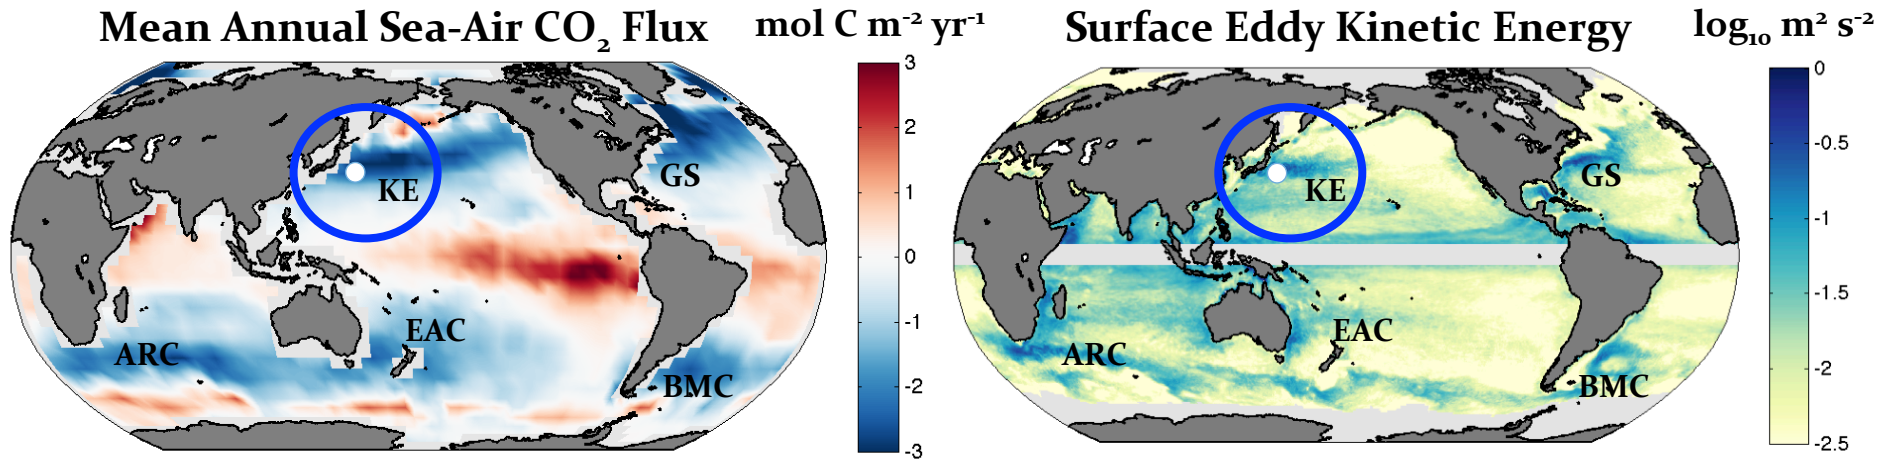 Mean Annual Sea-Air CO₂ Flux
mol C m⁻² yr⁻¹
3
2
1
0
-1
-2
-3
KE
GS
EAC
ARC
BMC
Surface Eddy Kinetic Energy
log₁₀ m² s⁻²
0
-0.5
-1
-1.5
-2
-2.5
KE
GS
EAC
ARC
BMC